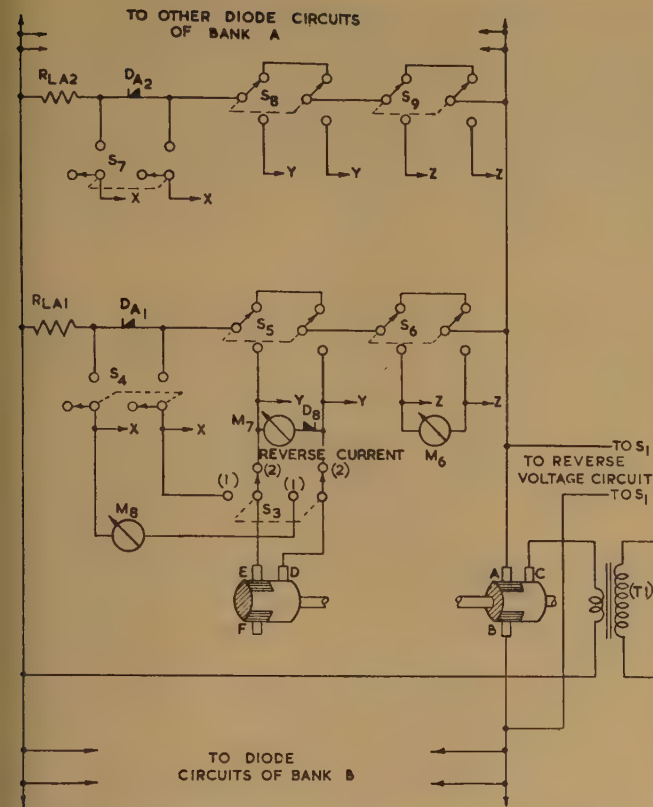 TO OTHER DIODE CIRCUITS
OF BANK A
RLA2
DA2
S8
S9
S7
Y
Y
Z
Z
X
X
RLA1
DA1
S5
S6
S4
Y
Y
Z
Z
X
X
M7
D8
M6
REVERSE CURRENT
(2)
(2)
(1)
(1)
S3
M8
TO S1
TO REVERSE
VOLTAGE CIRCUIT
TO S1
E
D
F
A
C
B
(T1)
TO DIODE
CIRCUITS OF BANK B